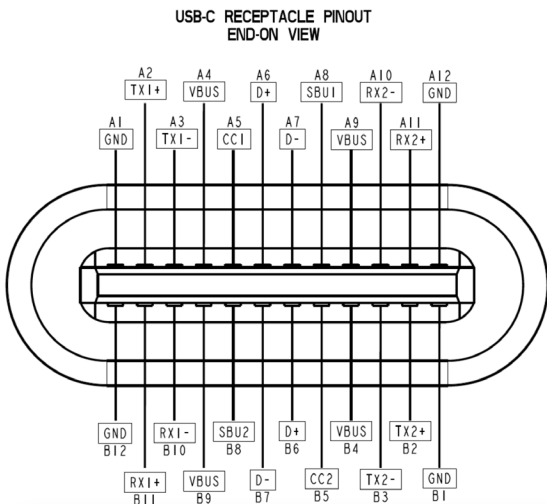 USB-C RECEPTACLE PINOUT
END-ON VIEW
A2 A4 A6 A8 A10 A12
TX1+ VBUS D+ SBU1 RX2- GND
A1 A3 A5 A7 A9 A11
GND TX1- CC1 D- VBUS RX2+
GND RX1- SBU2 D+ VBUS TX2+
B12 B10 B8 B6 B4 B2
RX1+ VBUS D- CC2 TX2- GND
B11 B9 B7 B5 B3 B1